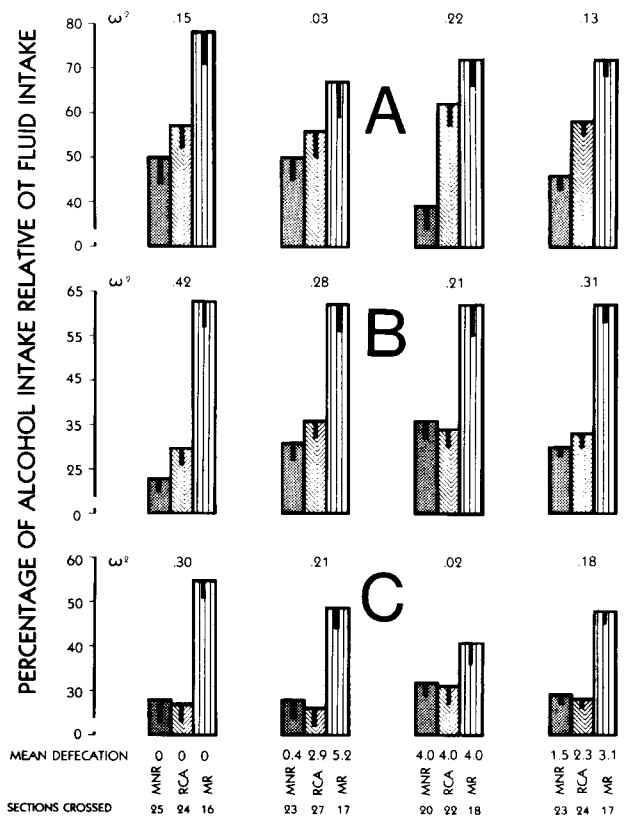 PERCENTAGE OF ALCOHOL INTAKE RELATIVE OT FLUID INTAKE
80 ω² .15 .03 .22 .13
70
60
50
40
0
A
65 ω² .42 .28 .21 .31
55
45
35
25
0
B
60 ω² .30 .21 .02 .18
50
40
30
0
C
MEAN DEFECATION 0 0 0 0.4 2.9 5.2 4.0 4.0 4.0 1.5 2.3 3.1
MNR RCA MR MNR RCA MR MNR RCA MR MNR RCA MR
SECTIONS CROSSED 25 24 16 23 27 17 20 22 18 23 24 17